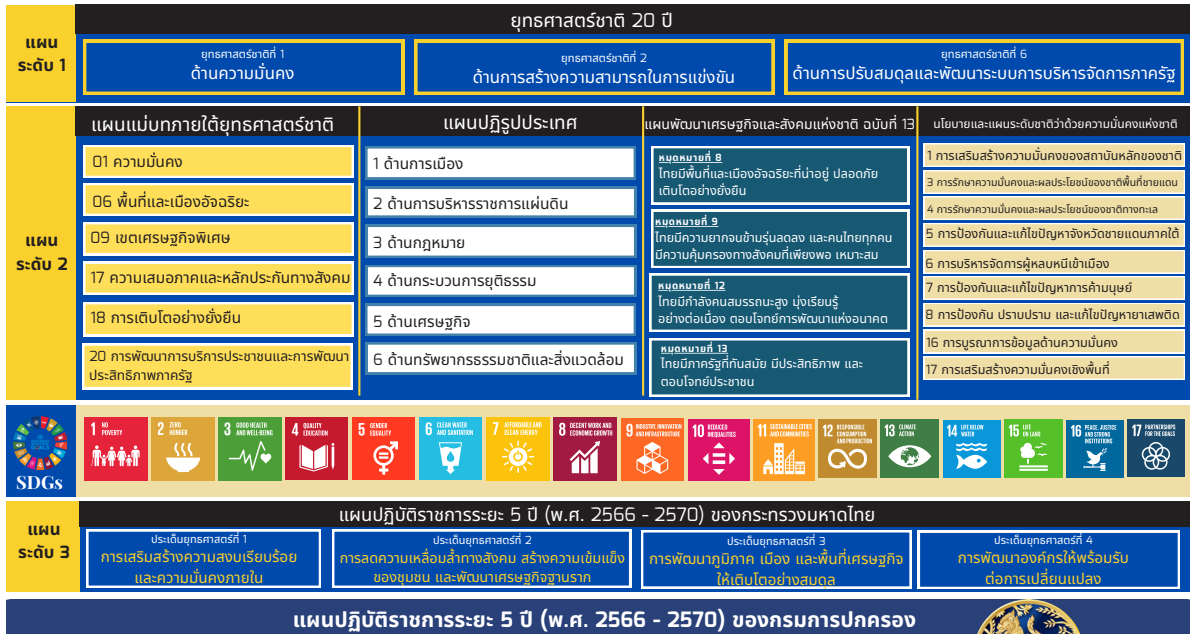 ยุทธศาสตร์ชาติ 20 ปี
แผน
ระดับ 1
ยุทธศาสตร์ชาติที่ 1
ด้านความมั่นคง
ยุทธศาสตร์ชาติที่ 2
ด้านการสร้างความสามารถในการแข่งขัน
ยุทธศาสตร์ชาติที่ 6
ด้านการปรับสมดุลและพัฒนาระบบการบริหารจัดการภาครัฐ
แผน
ระดับ 2
แผนแม่บทภายใต้ยุทธศาสตร์ชาติ
01 ความมั่นคง
06 พื้นที่และเมืองอัจฉริยะ
09 เขตเศรษฐกิจพิเศษ
17 ความเสมอภาคและหลักประกันทางสังคม
18 การเติบโตอย่างยั่งยืน
20 การพัฒนาการบริการประชาชนและการพัฒนา
ประสิทธิภาพภาครัฐ
แผนปฏิรูปประเทศ
1 ด้านการเมือง
2 ด้านการบริหารราชการแผ่นดิน
3 ด้านกฎหมาย
4 ด้านกระบวนการยุติธรรม
5 ด้านเศรษฐกิจ
6 ด้านทรัพยากรธรรมชาติและสิ่งแวดล้อม
แผนพัฒนาเศรษฐกิจและสังคมแห่งชาติ ฉบับที่ 13
หมุดหมายที่ 8
ไทยมีพื้นที่และเมืองอัจฉริยะที่น่าอยู่ ปลอดภัย
เติบโตอย่างยั่งยืน
หมุดหมายที่ 9
ไทยมีความยากจนข้ามรุ่นลดลง และคนไทยทุกคน
มีความคุ้มครองทางสังคมที่เพียงพอ เหมาะสม
หมุดหมายที่ 12
ไทยมีกำลังคนสมรรถนะสูง มุ่งเรียนรู้
อย่างต่อเนื่อง ตอบโจทย์การพัฒนาแห่งอนาคต
หมุดหมายที่ 13
ไทยมีภาครัฐที่ทันสมัย มีประสิทธิภาพ และ
ตอบโจทย์ประชาชน
นโยบายและแผนระดับชาติว่าด้วยความมั่นคงแห่งชาติ
1 การเสริมสร้างความมั่นคงของสถาบันหลักของชาติ
3 การรักษาความมั่นคงและผลประโยชน์ของชาติพื้นที่ชายแดน
4 การรักษาความมั่นคงและผลประโยชน์ของชาติทางทะเล
5 การป้องกันและแก้ไขปัญหาจังหวัดชายแดนภาคใต้
6 การบริหารจัดการผู้หลบหนีเข้าเมือง
7 การป้องกันและแก้ไขปัญหาการค้ามนุษย์
8 การป้องกัน ปราบปราม และแก้ไขปัญหายาเสพติด
16 การบูรณาการข้อมูลด้านความมั่นคง
17 การเสริมสร้างความมั่นคงเชิงพื้นที่
SDGs
1 NO POVERTY
2 ZERO HUNGER
3 GOOD HEALTH AND WELL-BEING
4 QUALITY EDUCATION
5 GENDER EQUALITY
6 CLEAN WATER AND SANITATION
7 AFFORDABLE AND CLEAN ENERGY
8 DECENT WORK AND ECONOMIC GROWTH
9 INDUSTRY, INNOVATION AND INFRASTRUCTURE
10 REDUCED INEQUALITIES
11 SUSTAINABLE CITIES AND COMMUNITIES
12 RESPONSIBLE CONSUMPTION AND PRODUCTION
13 CLIMATE ACTION
14 LIFE BELOW WATER
15 LIFE ON LAND
16 PEACE, JUSTICE AND STRONG INSTITUTIONS
17 PARTNERSHIPS FOR THE GOALS
แผน
ระดับ 3
แผนปฏิบัติราชการระยะ 5 ปี (พ.ศ. 2566 - 2570) ของกระทรวงมหาดไทย
ประเด็นยุทธศาสตร์ที่ 1
การเสริมสร้างความสงบเรียบร้อย
และความมั่นคงภายใน
ประเด็นยุทธศาสตร์ที่ 2
การลดความเหลื่อมล้ำทางสังคม สร้างความเข้มแข็ง
ของชุมชน และพัฒนาเศรษฐกิจฐานราก
ประเด็นยุทธศาสตร์ที่ 3
การพัฒนาภูมิภาค เมือง และพื้นที่เศรษฐกิจ
ให้เติบโตอย่างสมดุล
ประเด็นยุทธศาสตร์ที่ 4
การพัฒนาองค์กรให้พร้อมรับ
ต่อการเปลี่ยนแปลง
แผนปฏิบัติราชการระยะ 5 ปี (พ.ศ. 2566 - 2570) ของกรมการปกครอง